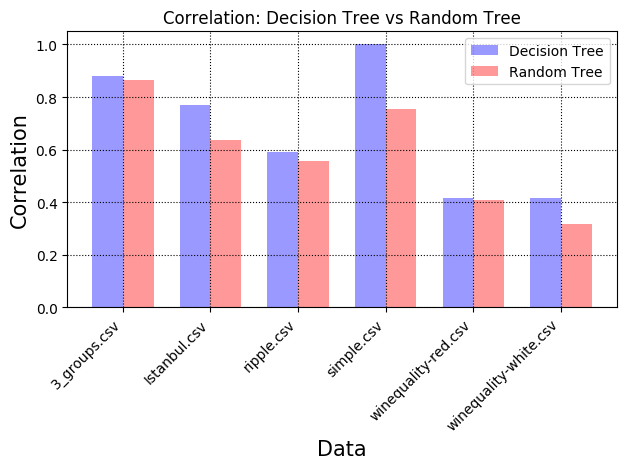 Correlation: Decision Tree vs Random Tree
Decision Tree
Random Tree
Correlation
1.0
0.8
0.6
0.4
0.2
0.0
3_groups.csv
Istanbul.csv
ripple.csv
simple.csv
winequality-red.csv
winequality-white.csv
Data